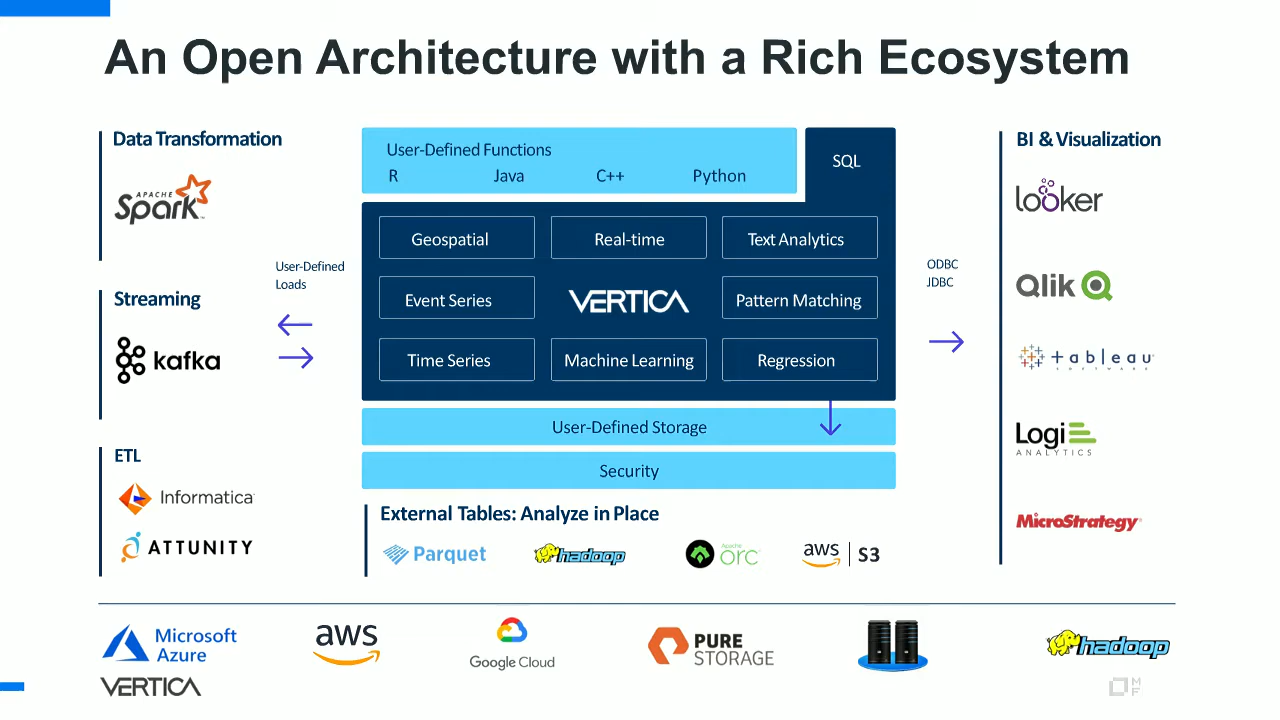 An Open Architecture with a Rich Ecosystem
Data Transformation
APACHE
Spark
Streaming
kafka
ETL
Informatica
ATTUNITY
User-Defined
Loads
User-Defined Functions
R Java C++ Python
SQL
Geospatial Real-time Text Analytics
Event Series VERTICA Pattern Matching
Time Series Machine Learning Regression
User-Defined Storage
Security
External Tables: Analyze in Place
Parquet
hadoop
Apache
orc
aws S3
ODBC
JDBC
BI & Visualization
looker
Qlik
tableau
SOFTWARE
Logi
ANALYTICS
MicroStrategy
Microsoft
Azure
aws
Google Cloud
PURE
STORAGE
hadoop
VERTICA
MF